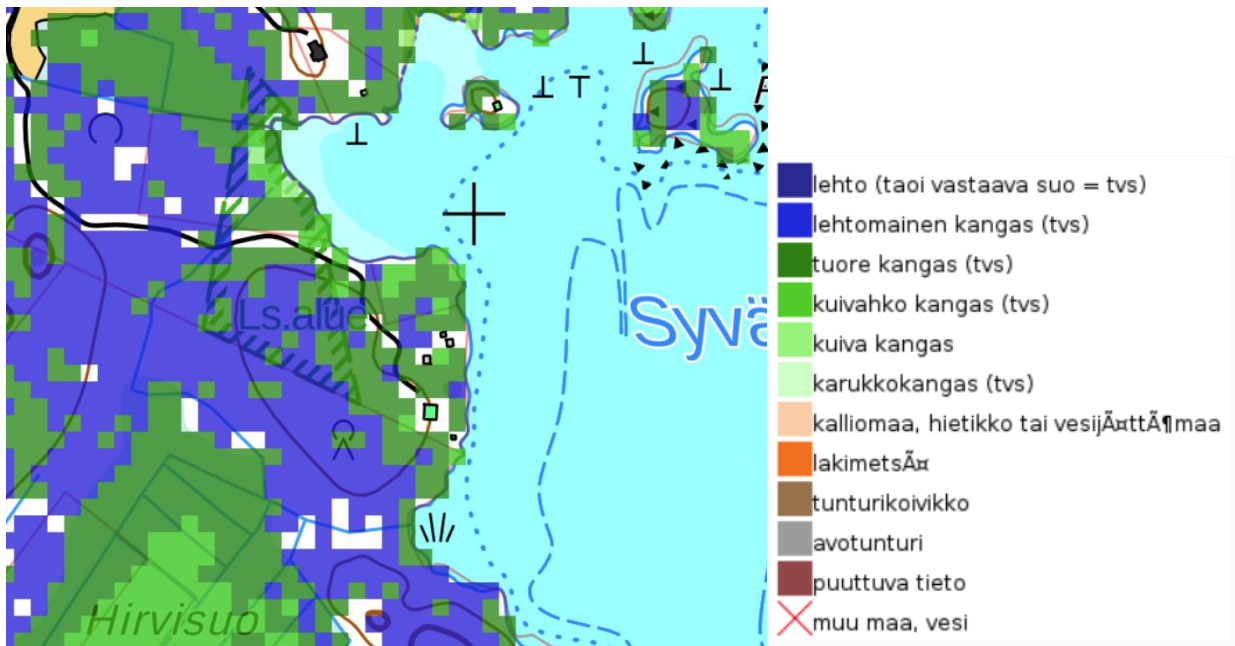 Ls.alue
Syvä
Hirvisuo
lehto (taoi vastaava suo = tvs)
lehtomainen kangas (tvs)
tuore kangas (tvs)
kuivahko kangas (tvs)
kuiva kangas
karukkokangas (tvs)
kalliomaa, hietikko tai vesijÃ¤ttÃ¶maa
lakimetsÃ¤
tunturikoivikko
avotunturi
puuttuva tieto
muu maa, vesi